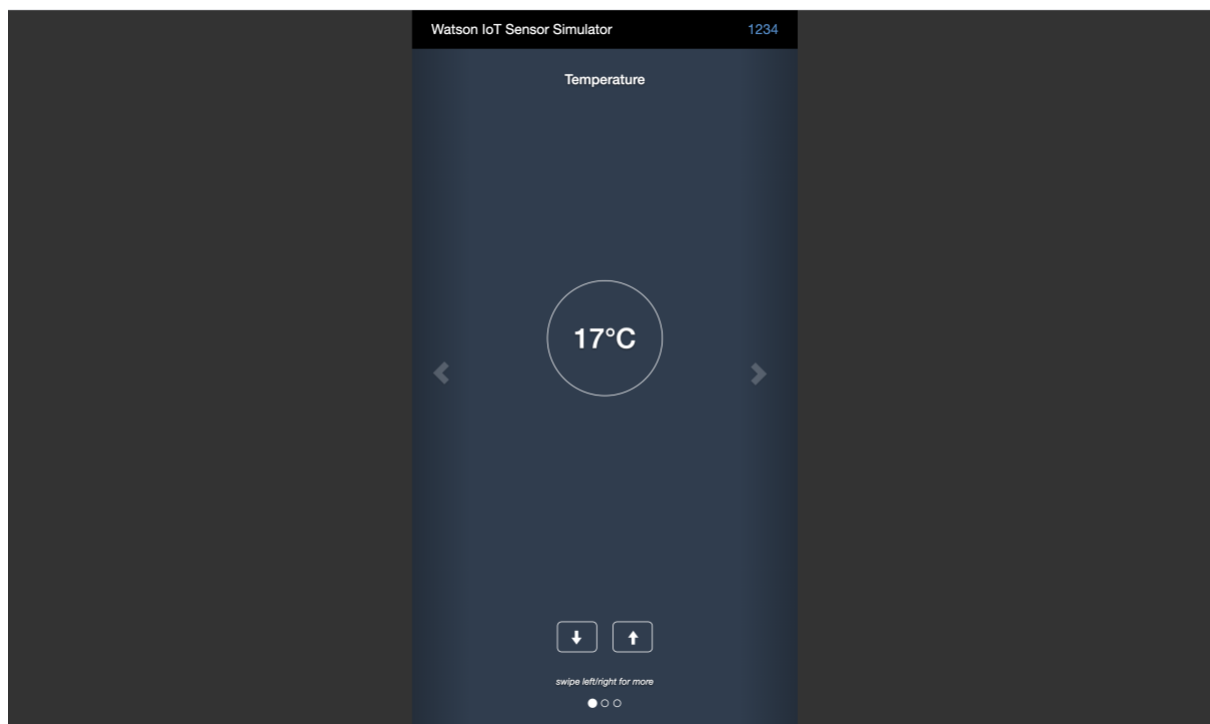 Watson IoT Sensor Simulator 1234
Temperature
17°C
swipe left/right for more